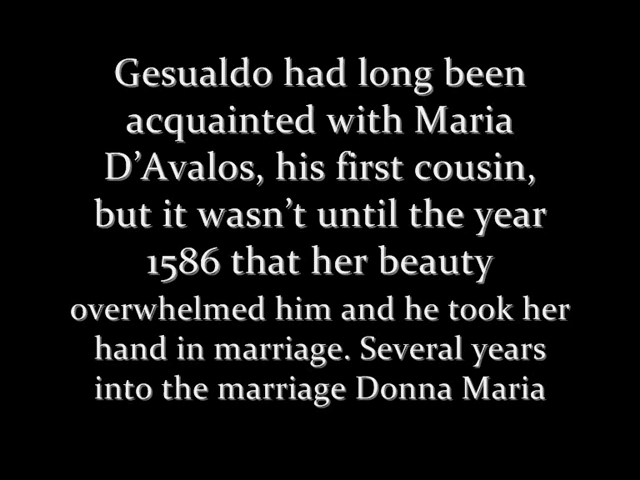 Gesualdo had long been
acquainted with Maria
D’Avalos, his first cousin,
but it wasn’t until the year
1586 that her beauty
overwhelmed him and he took her
hand in marriage. Several years
into the marriage Donna Maria